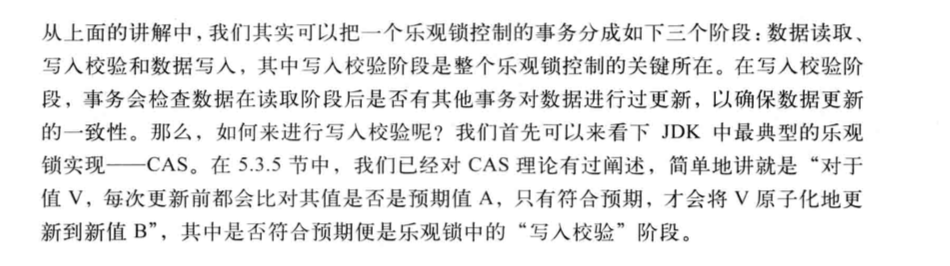 从上面的讲解中，我们其实可以把一个乐观锁控制的事务分成如下三个阶段：数据读取、
写入校验和数据写入，其中写入校验阶段是整个乐观锁控制的关键所在。在写入校验阶
段，事务会检查数据在读取阶段后是否有其他事务对数据进行过更新，以确保数据更新
的一致性。那么，如何来进行写入校验呢？我们首先可以来看下 JDK 中最典型的乐观
锁实现——CAS。在 5.3.5 节中，我们已经对 CAS 理论有过阐述，简单地讲就是“对于
值 V，每次更新前都会比对其值是否是预期值 A，只有符合预期，才会将 V 原子化地更
新到新值 B”，其中是否符合预期便是乐观锁中的“写入校验”阶段。